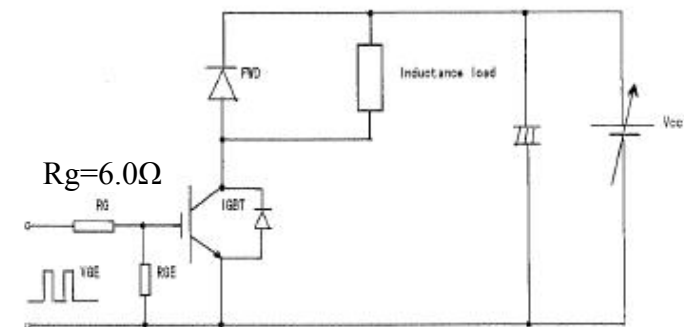 FWD
Inductance load
Vcc
Rg=6.0Ω
RG
IGBT
VGE
RGE